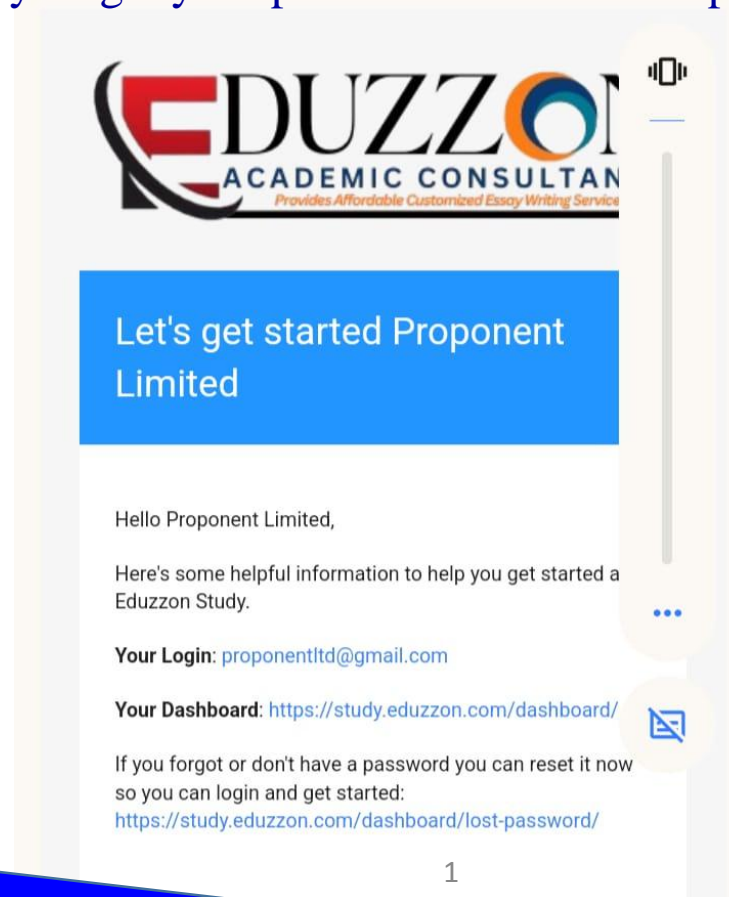 EDUZZON
ACADEMIC CONSULTAN
Provides Affordable Customized Essay Writing Service
Let's get started Proponent
Limited
Hello Proponent Limited,
Here's some helpful information to help you get started a
Eduzzon Study.
Your Login: proponentltd@gmail.com
Your Dashboard: https://study.eduzzon.com/dashboard/
If you forgot or don't have a password you can reset it now
so you can login and get started:
https://study.eduzzon.com/dashboard/lost-password/
1